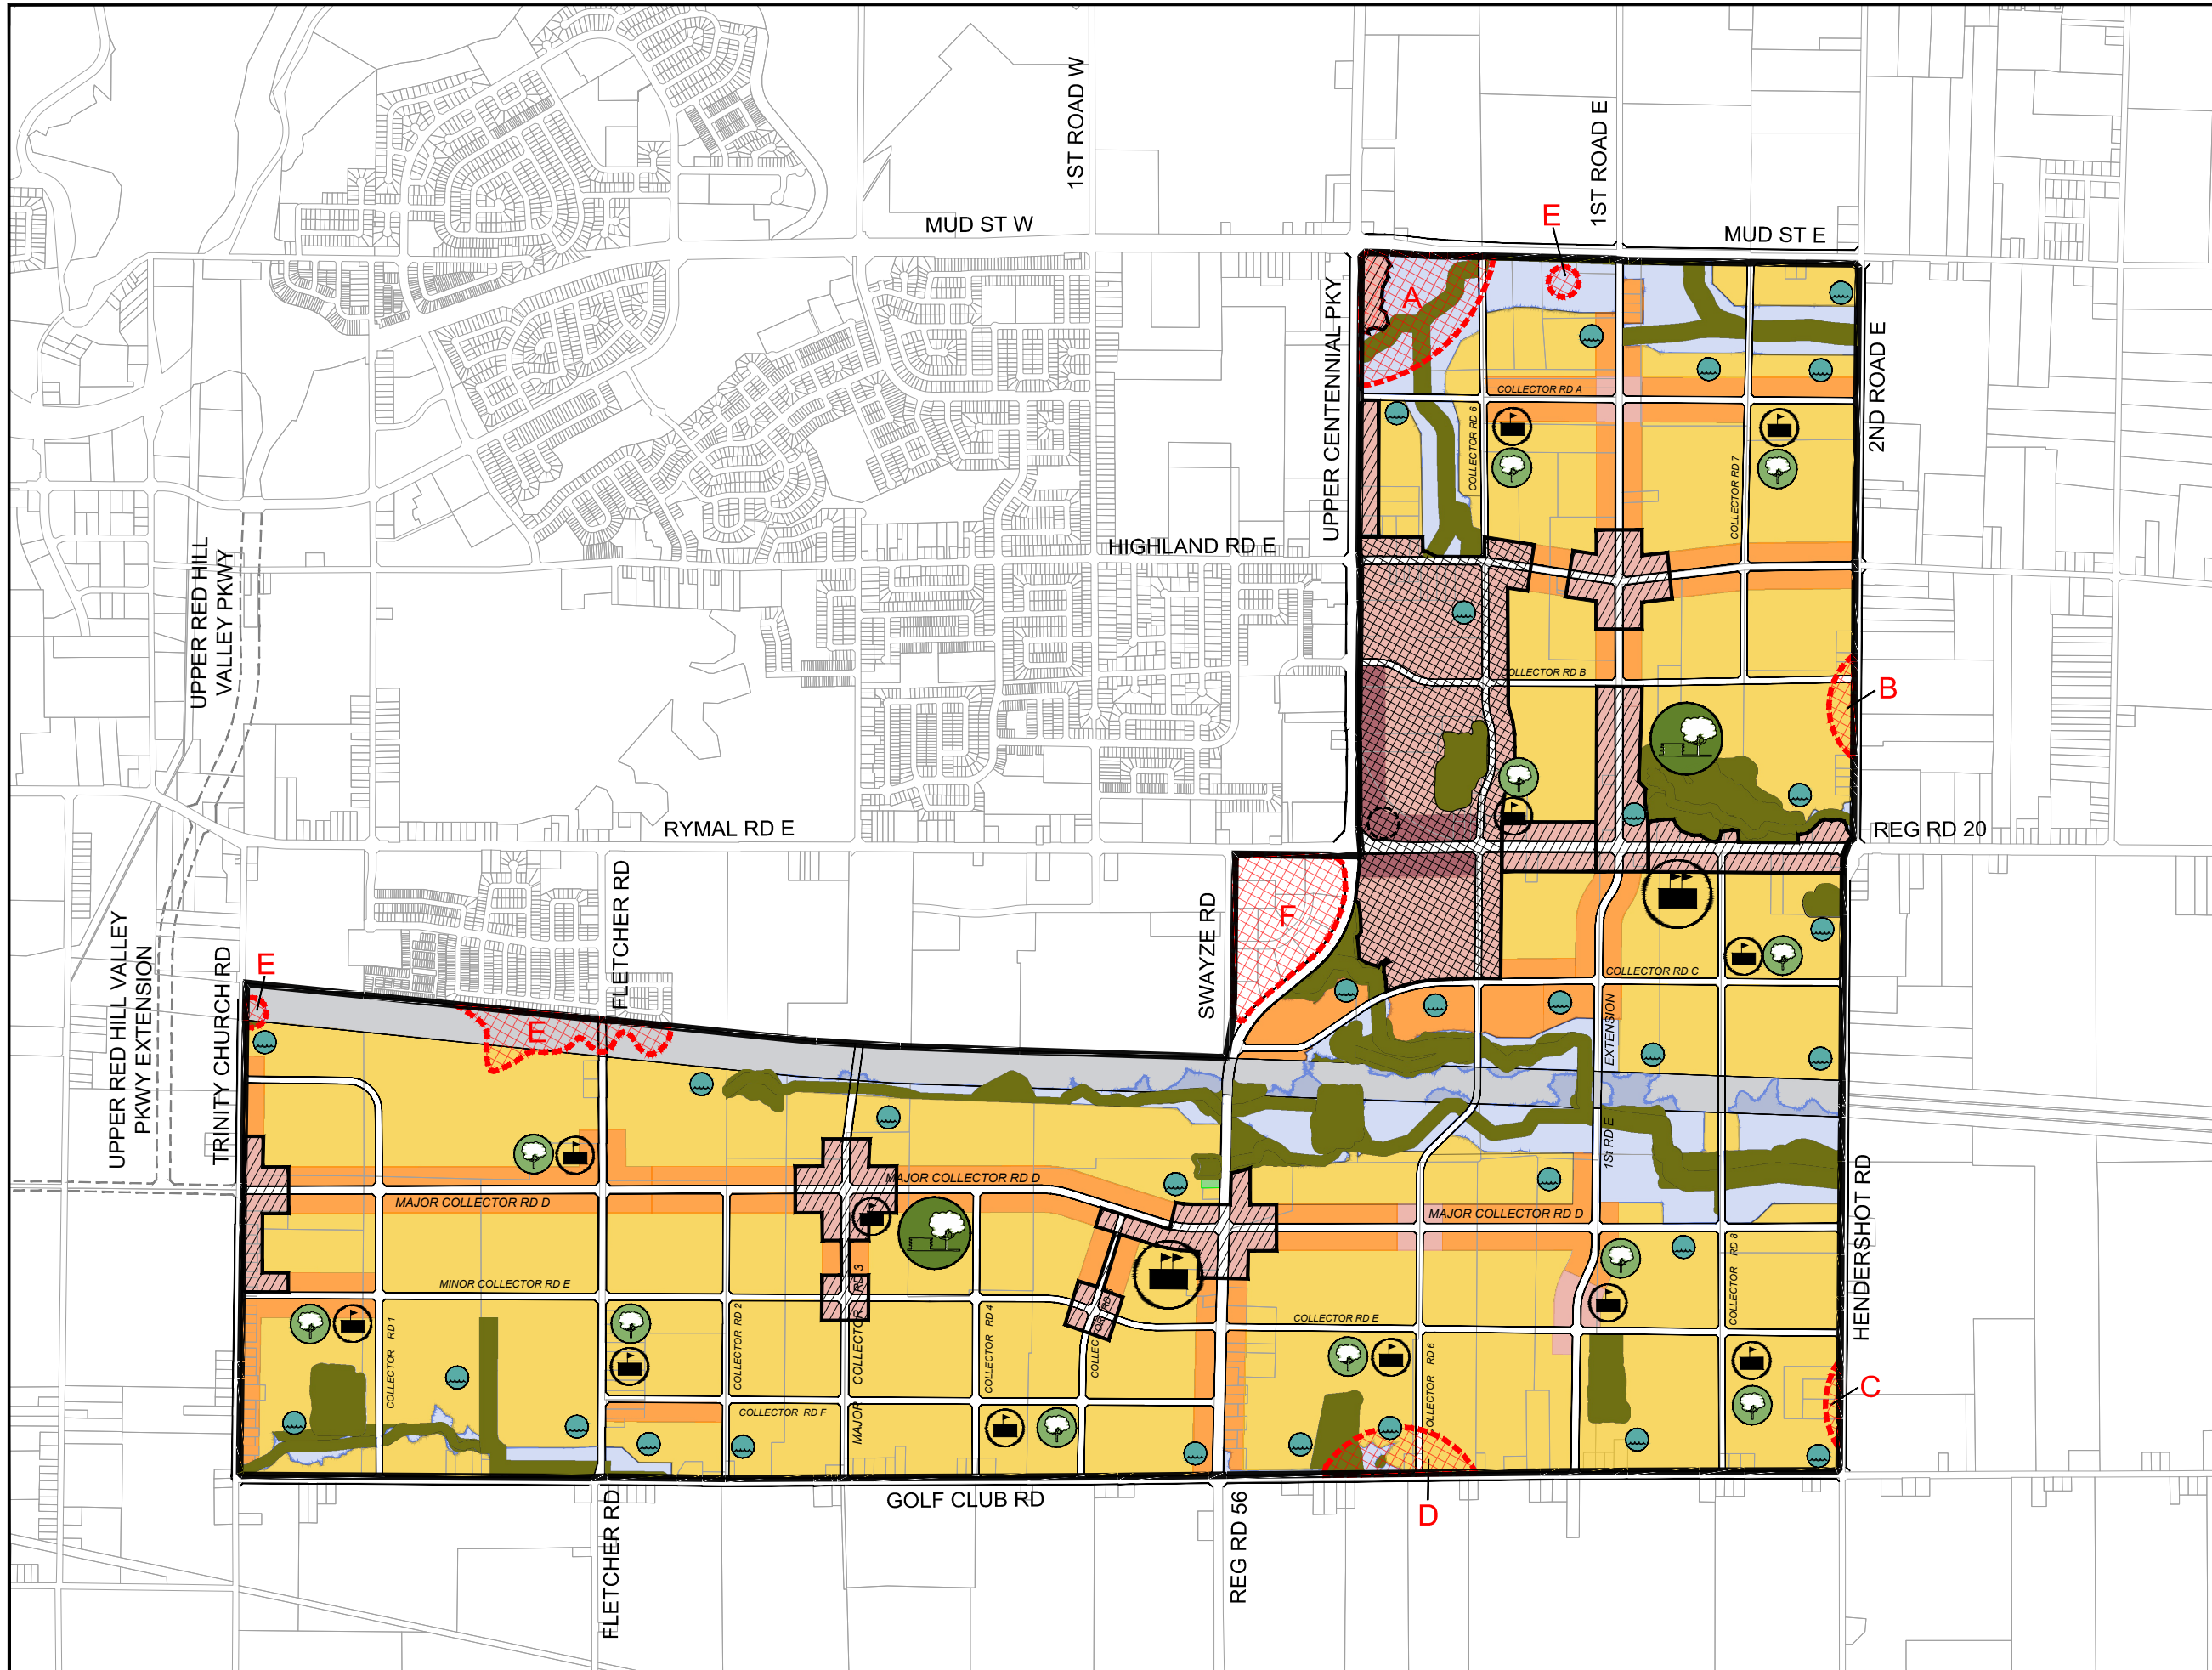 1ST ROAD W
1ST ROAD E
MUD ST W
E
MUD ST E
A
UPPER CENTENNIAL PKY
2ND ROAD E
COLLECTOR RD A
COLLECTOR RD 6
COLLECTOR RD 7
HIGHLAND RD E
UPPER RED HILL
VALLEY PKWY
COLLECTOR RD B
B
RYMAL RD E
REG RD 20
FLETCHER RD
SWAYZE RD
F
UPPER RED HILL VALLEY
PKWY EXTENSION
TRINITY CHURCH RD
E
E
COLLECTOR RD C
1St RD E EXTENSION
MAJOR COLLECTOR RD D
MAJOR COLLECTOR RD D
MAJOR COLLECTOR RD D
HENDERSHOT RD
MINOR COLLECTOR RD E
COLLECTOR RD E
COLLECTOR RD 1
COLLECTOR RD 2
MAJOR COLLECTOR RD 3
COLLECTOR RD 4
COLLECTOR RD 6
COLLECTOR RD 8
COLLECTOR RD F
C
D
GOLF CLUB RD
FLETCHER RD
REG RD 56